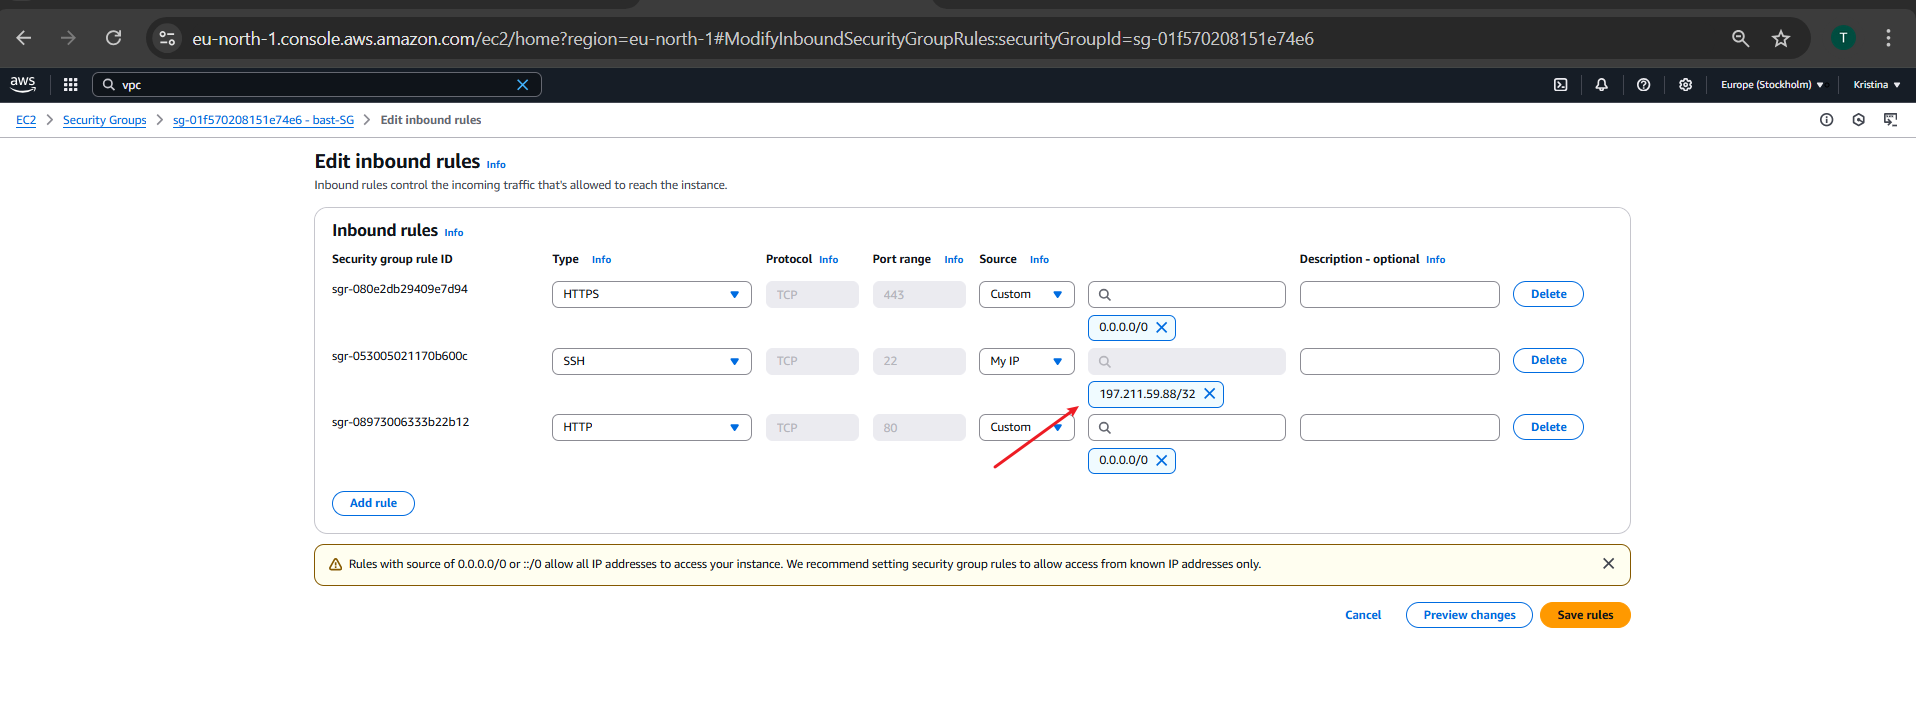 eu-north-1.console.aws.amazon.com/ec2/home?region=eu-north-1#ModifyInboundSecurityGroupRules:securityGroupId=sg-01f570208151e74e6
T
aws
vpc
Europe (Stockholm)
Kristina
EC2
Security Groups
sg-01f570208151e74e6 - bast-SG
Edit inbound rules
Edit inbound rules Info
Inbound rules control the incoming traffic that's allowed to reach the instance.
Inbound rules Info
Security group rule ID Type Info Protocol Info Port range Info Source Info Description - optional Info
sgr-080e2db29409e7d94 HTTPS TCP 443 Custom Delete
0.0.0.0/0
sgr-053005021170b600c SSH TCP 22 My IP Delete
197.211.59.88/32
sgr-08973006333b22b12 HTTP TCP 80 Custom Delete
0.0.0.0/0
Add rule
Rules with source of 0.0.0.0/0 or ::/0 allow all IP addresses to access your instance. We recommend setting security group rules to allow access from known IP addresses only.
Cancel Preview changes Save rules